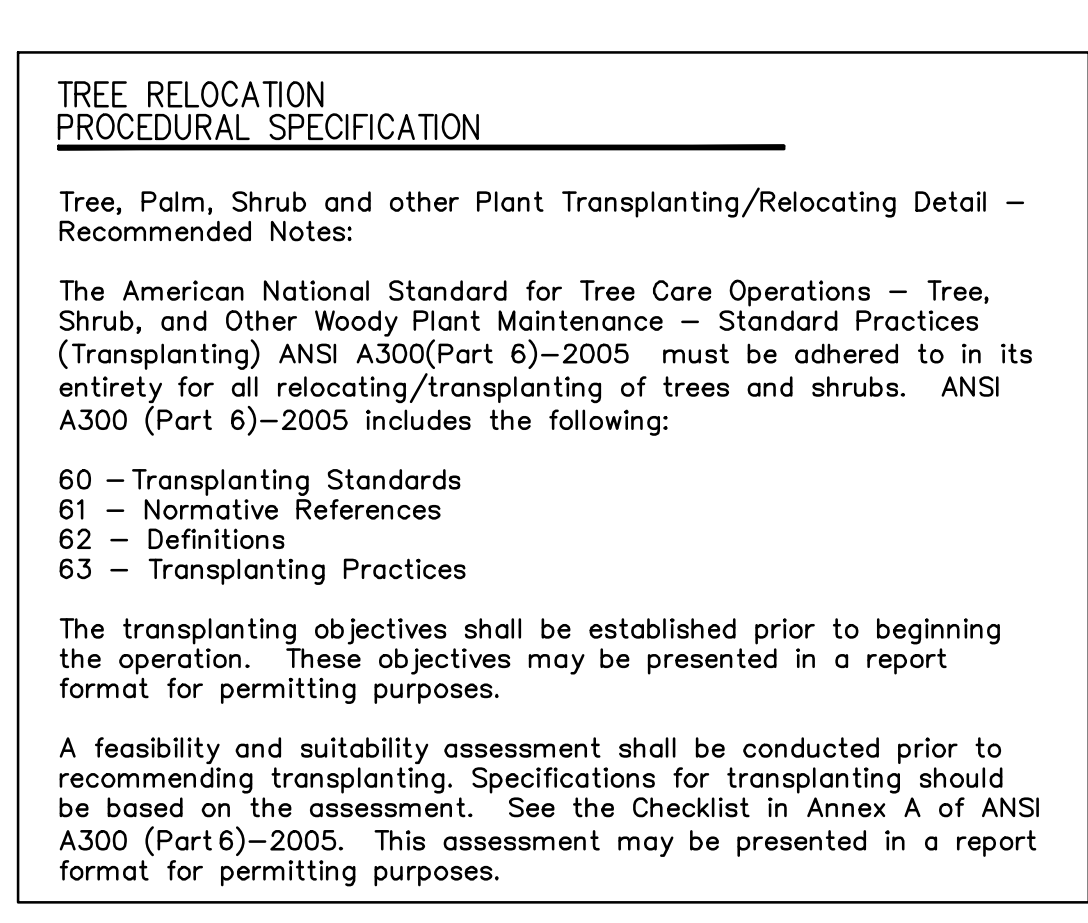 TREE RELOCATION
PROCEDURAL SPECIFICATION
Tree, Palm, Shrub and other Plant Transplanting/Relocating Detail –
Recommended Notes:
The American National Standard for Tree Care Operations – Tree,
Shrub, and Other Woody Plant Maintenance – Standard Practices
(Transplanting) ANSI A300(Part 6)–2005 must be adhered to in its
entirety for all relocating/transplanting of trees and shrubs. ANSI
A300 (Part 6)–2005 includes the following:
60 – Transplanting Standards
61 – Normative References
62 – Definitions
63 – Transplanting Practices
The transplanting objectives shall be established prior to beginning
the operation. These objectives may be presented in a report
format for permitting purposes.
A feasibility and suitability assessment shall be conducted prior to
recommending transplanting. Specifications for transplanting should
be based on the assessment. See the Checklist in Annex A of ANSI
A300 (Part 6)–2005. This assessment may be presented in a report
format for permitting purposes.